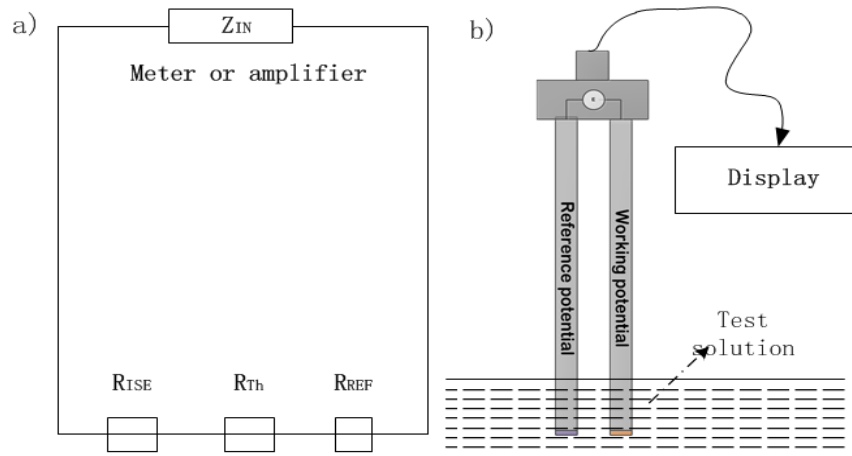 a)
ZIN
Meter or amplifier
RISE
RTh
RREF
b)
Display
Reference potential
Working potential
Test
solution